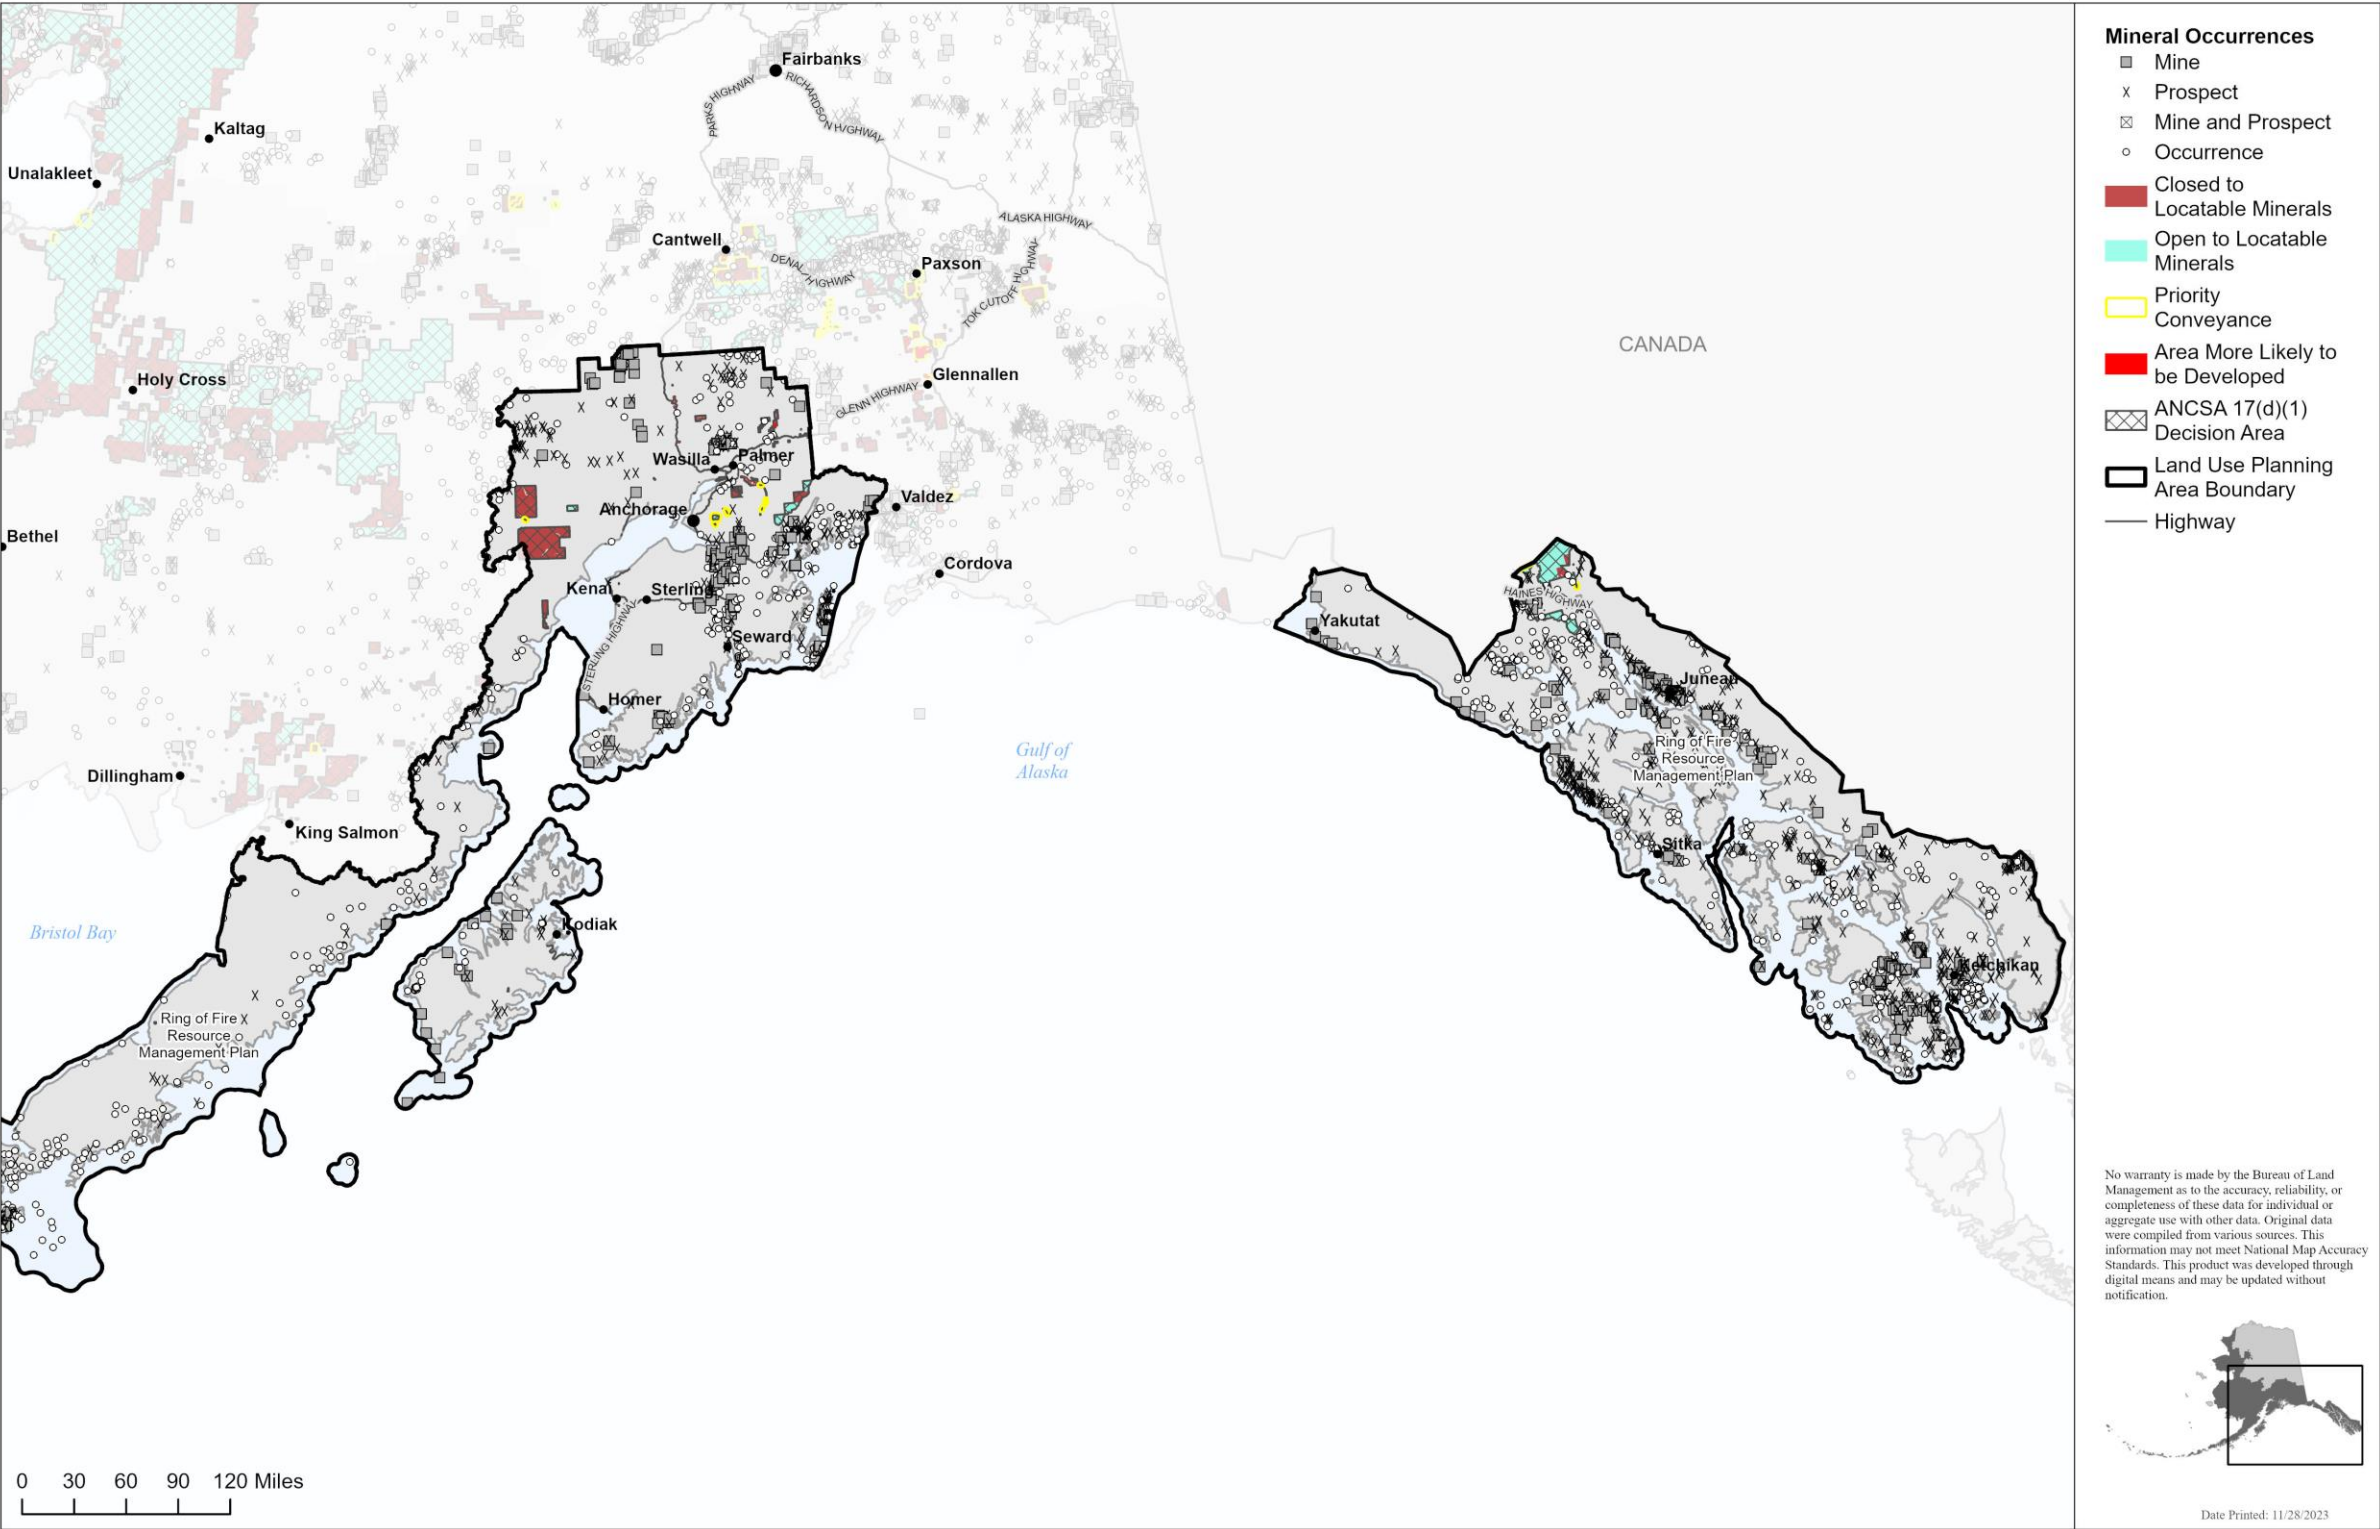 Fairbanks
PARKS HIGHWAY
RICHARDSON HIGHWAY
Kaltag
Unalakleet
ALASKA HIGHWAY
Cantwell
DENALI HIGHWAY
Paxson
TOK CUTOFF HIGHWAY
CANADA
Holy Cross
Glennallen
GLENN HIGHWAY
Wasilla
Palmer
Valdez
Anchorage
Bethel
Cordova
Kenai
Sterling
HAINES HIGHWAY
Yakutat
Seward
STERLING HIGHWAY
Juneau
Homer
Ring of Fire
Resource
Management Plan
Gulf of
Alaska
Dillingham
King Salmon
Sitka
Kodiak
Bristol Bay
Ketchikan
Ring of Fire
Resource
Management Plan
0 30 60 90 120 Miles
Mineral Occurrences
Mine
Prospect
Mine and Prospect
Occurrence
Closed to
Locatable Minerals
Open to Locatable
Minerals
Priority
Conveyance
Area More Likely to
be Developed
ANCSA 17(d)(1)
Decision Area
Land Use Planning
Area Boundary
Highway
No warranty is made by the Bureau of Land
Management as to the accuracy, reliability, or
completeness of these data for individual or
aggregate use with other data. Original data
were compiled from various sources. This
information may not meet National Map Accuracy
Standards. This product was developed through
digital means and may be updated without
notification.
Date Printed: 11/28/2023